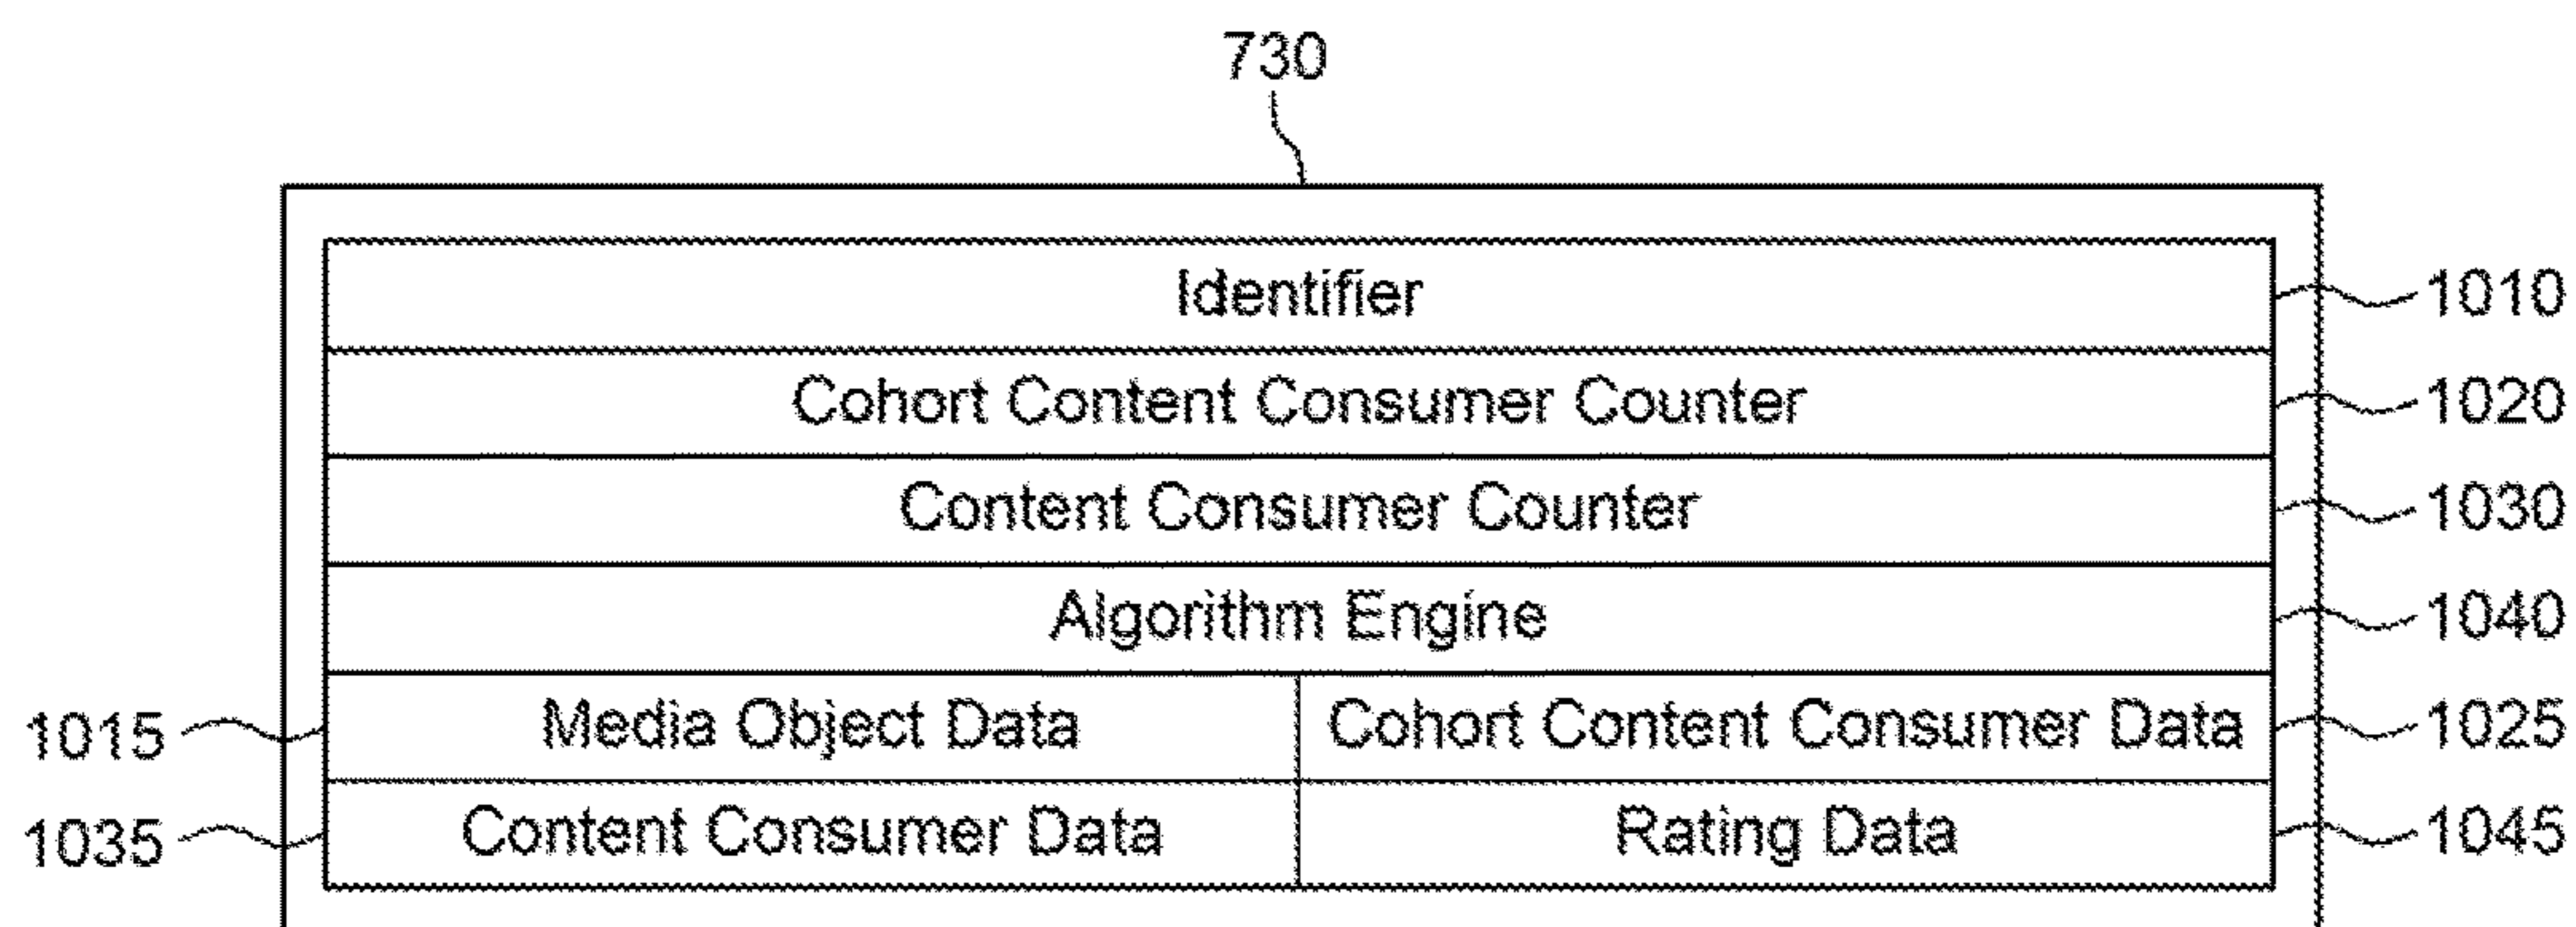 730
Identifier 1010
Cohort Content Consumer Counter 1020
Content Consumer Counter 1030
Algorithm Engine 1040
1015 Media Object Data Cohort Content Consumer Data 1025
1035 Content Consumer Data Rating Data 1045